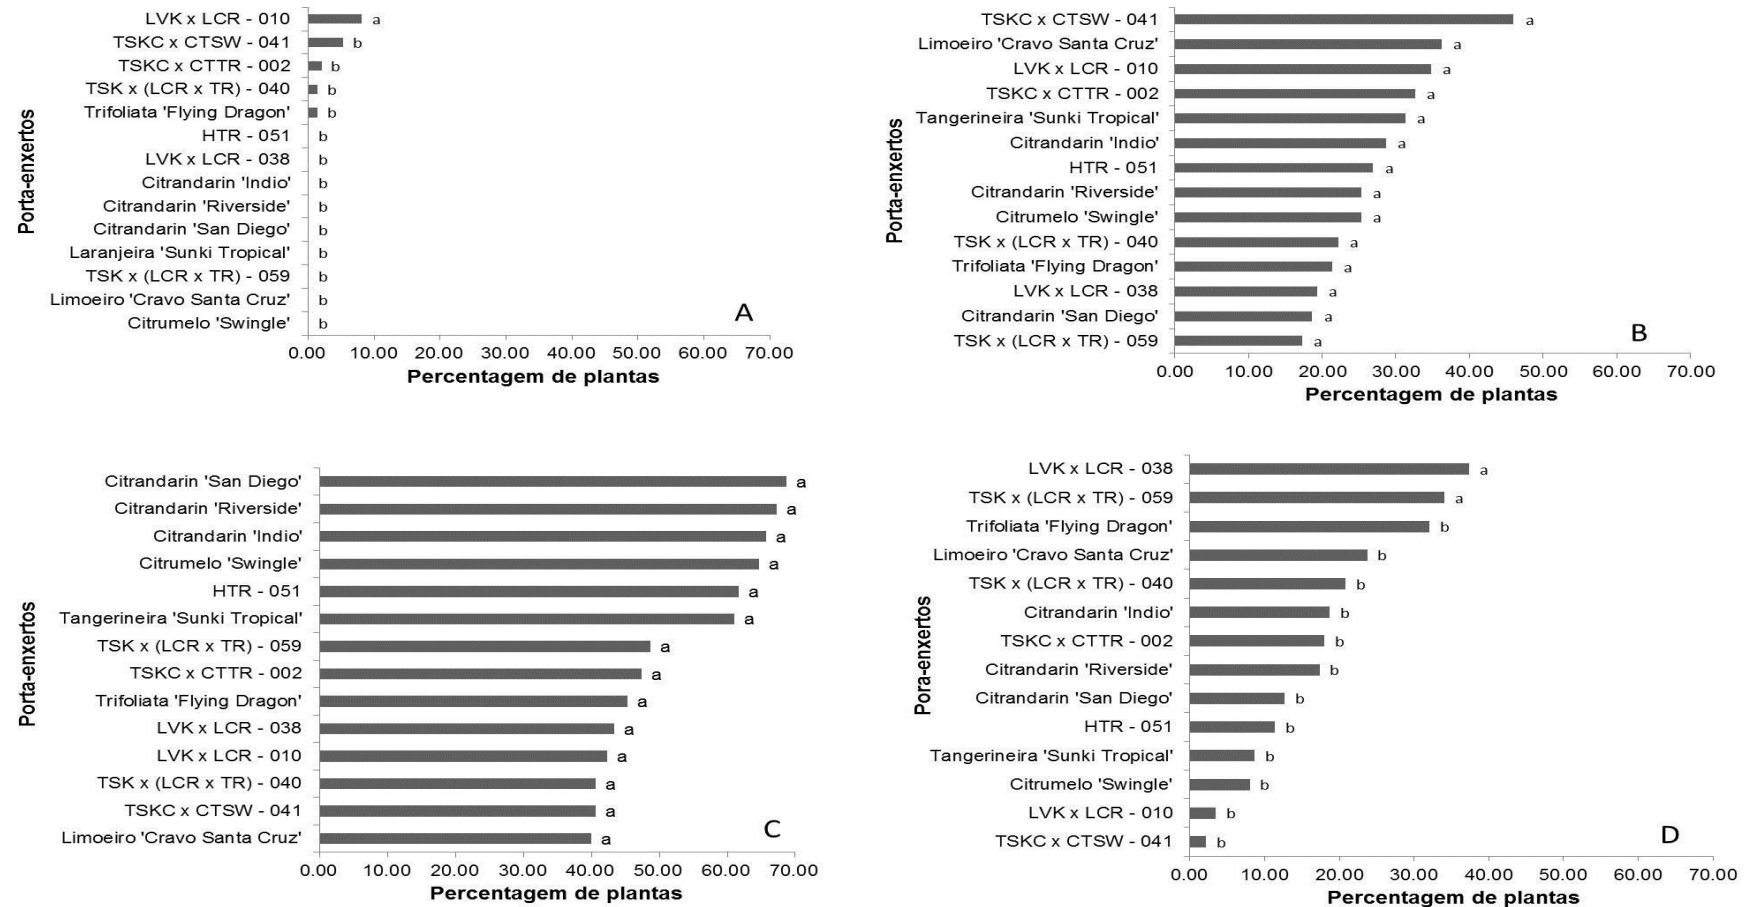 LVK x LCR - 010 a
TSKC x CTSW - 041 b
TSKC x CTTR - 002 b
TSK x (LCR x TR) - 040 b
Trifoliata 'Flying Dragon' b
HTR - 051 b
LVK x LCR - 038 b
Citrandarin 'Indio' b
Citrandarin 'Riverside' b
Citrandarin 'San Diego' b
Laranjeira 'Sunki Tropical' b
TSK x (LCR x TR) - 059 b
Limoeiro 'Cravo Santa Cruz' b
Citrumelo 'Swingle' b
Porta-enxertos
A
0.00 10.00 20.00 30.00 40.00 50.00 60.00 70.00
Percentagem de plantas
TSKC x CTSW - 041 a
Limoeiro 'Cravo Santa Cruz' a
LVK x LCR - 010 a
TSKC x CTTR - 002 a
Tangerineira 'Sunki Tropical' a
Citrandarin 'Indio' a
HTR - 051 a
Citrandarin 'Riverside' a
Citrumelo 'Swingle' a
TSK x (LCR x TR) - 040 a
Trifoliata 'Flying Dragon' a
LVK x LCR - 038 a
Citrandarin 'San Diego' a
TSK x (LCR x TR) - 059 a
Porta-enxertos
B
0.00 10.00 20.00 30.00 40.00 50.00 60.00 70.00
Percentagem de plantas
Citrandarin 'San Diego' a
Citrandarin 'Riverside' a
Citrandarin 'Indio' a
Citrumelo 'Swingle' a
HTR - 051 a
Tangerineira 'Sunki Tropical' a
TSK x (LCR x TR) - 059 a
TSKC x CTTR - 002 a
Trifoliata 'Flying Dragon' a
LVK x LCR - 038 a
LVK x LCR - 010 a
TSK x (LCR x TR) - 040 a
TSKC x CTSW - 041 a
Limoeiro 'Cravo Santa Cruz' a
Porta-enxertos
C
0.00 10.00 20.00 30.00 40.00 50.00 60.00 70.00
Percentagem de plantas
LVK x LCR - 038 a
TSK x (LCR x TR) - 059 a
Trifoliata 'Flying Dragon' b
Limoeiro 'Cravo Santa Cruz' b
TSK x (LCR x TR) - 040 b
Citrandarin 'Indio' b
TSKC x CTTR - 002 b
Citrandarin 'Riverside' b
Citrandarin 'San Diego' b
HTR - 051 b
Tangerineira 'Sunki Tropical' b
Citrumelo 'Swingle' b
LVK x LCR - 010 b
TSKC x CTSW - 041 b
Pora-enxertos
D
0.00 10.00 20.00 30.00 40.00 50.00 60.00 70.00
Percentagem de plantas